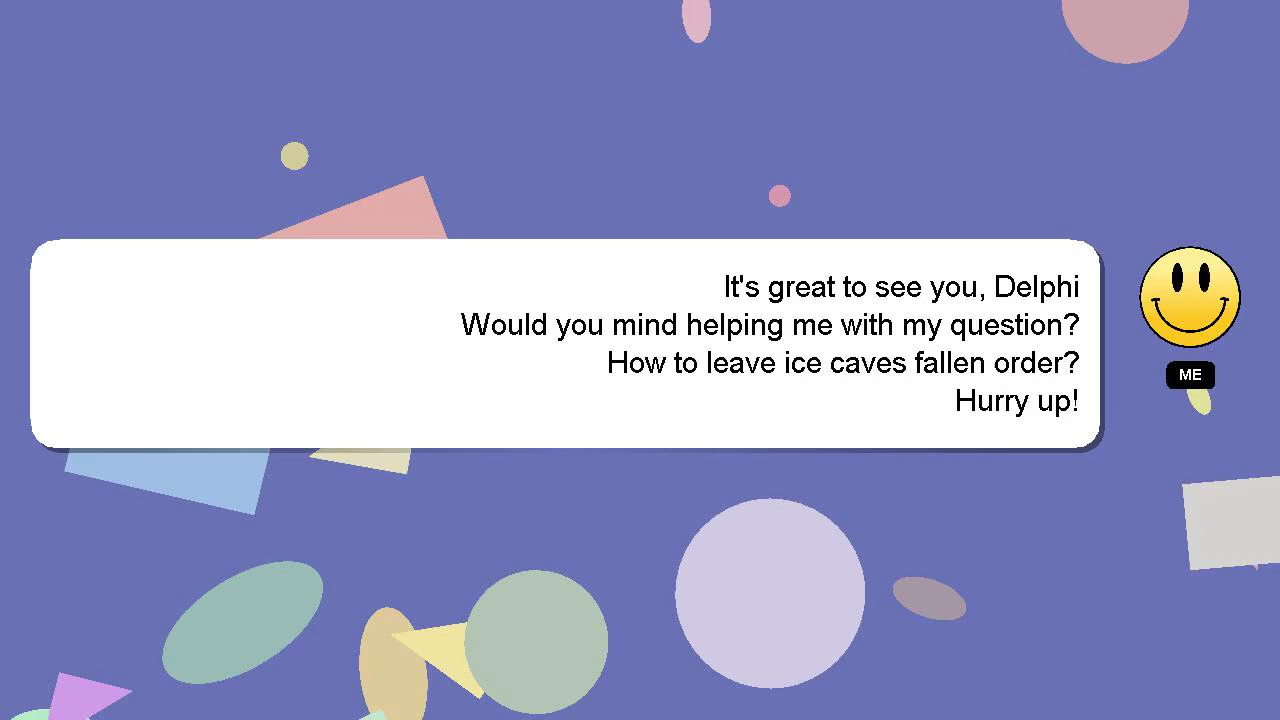 It's great to see you, Delphi
Would you mind helping me with my question?
How to leave ice caves fallen order?
Hurry up!
ME